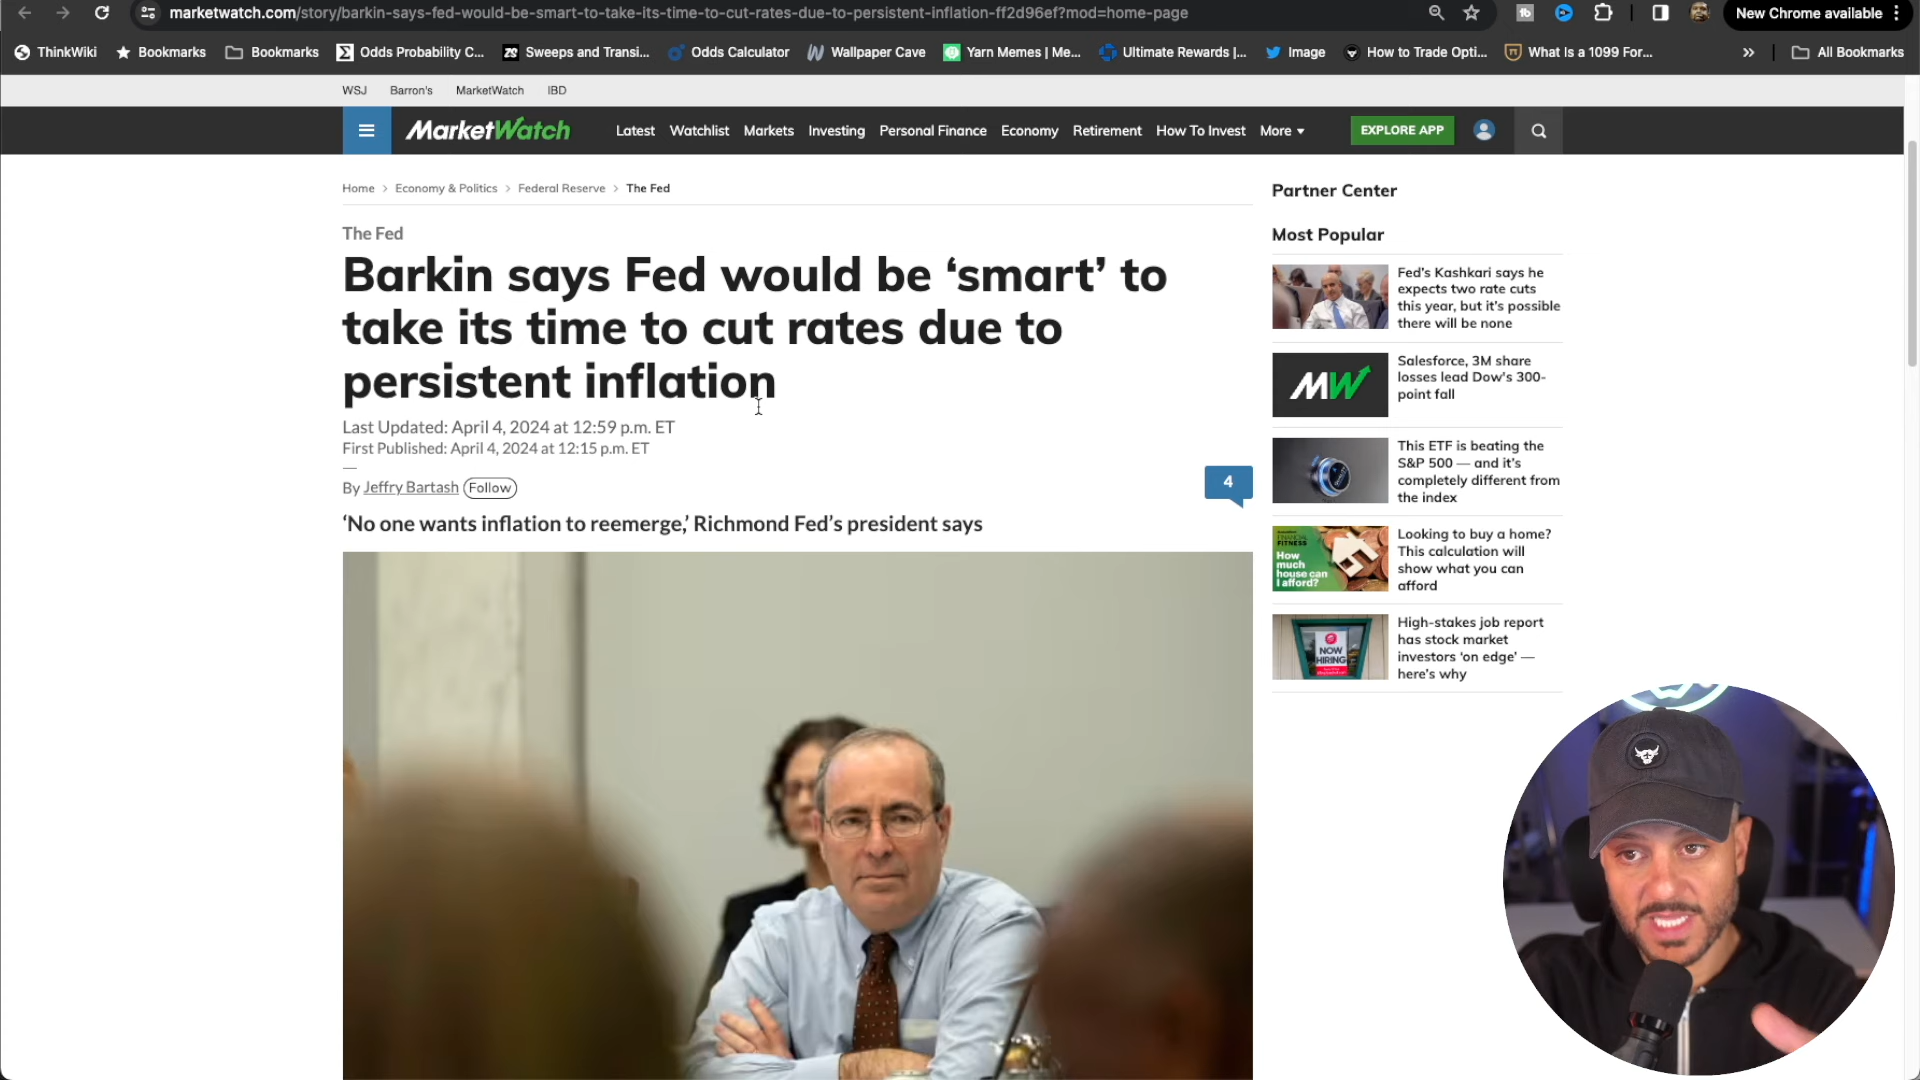 marketwatch.com/story/barkin-says-fed-would-be-smart-to-take-its-time-to-cut-rates-due-to-persistent-inflation-ff2d96ef?mod=home-page
New Chrome available
ThinkWiki
Bookmarks
Bookmarks
Odds Probability C...
Sweeps and Transi...
Odds Calculator
Wallpaper Cave
Yarn Memes | Me...
Ultimate Rewards |...
Image
How to Trade Opti...
What Is a 1099 For...
»
All Bookmarks
WSJ
Barron's
MarketWatch
IBD
MarketWatch
Latest
Watchlist
Markets
Investing
Personal Finance
Economy
Retirement
How To Invest
More
EXPLORE APP
Home > Economy & Politics > Federal Reserve > The Fed
The Fed
Barkin says Fed would be ‘smart’ to
take its time to cut rates due to
persistent inflation
Last Updated: April 4, 2024 at 12:59 p.m. ET
First Published: April 4, 2024 at 12:15 p.m. ET
By Jeffry Bartash Follow
4
‘No one wants inflation to reemerge,’ Richmond Fed’s president says
Partner Center
Most Popular
Fed’s Kashkari says he
expects two rate cuts
this year, but it’s possible
there will be none
MW
Salesforce, 3M share
losses lead Dow's 300-
point fall
This ETF is beating the
S&P 500 — and it’s
completely different from
the index
FITNESS
How
much
house can
I afford?
Looking to buy a home?
This calculation will
show what you can
afford
NOW
HIRING
High-stakes job report
has stock market
investors ‘on edge’ —
here’s why